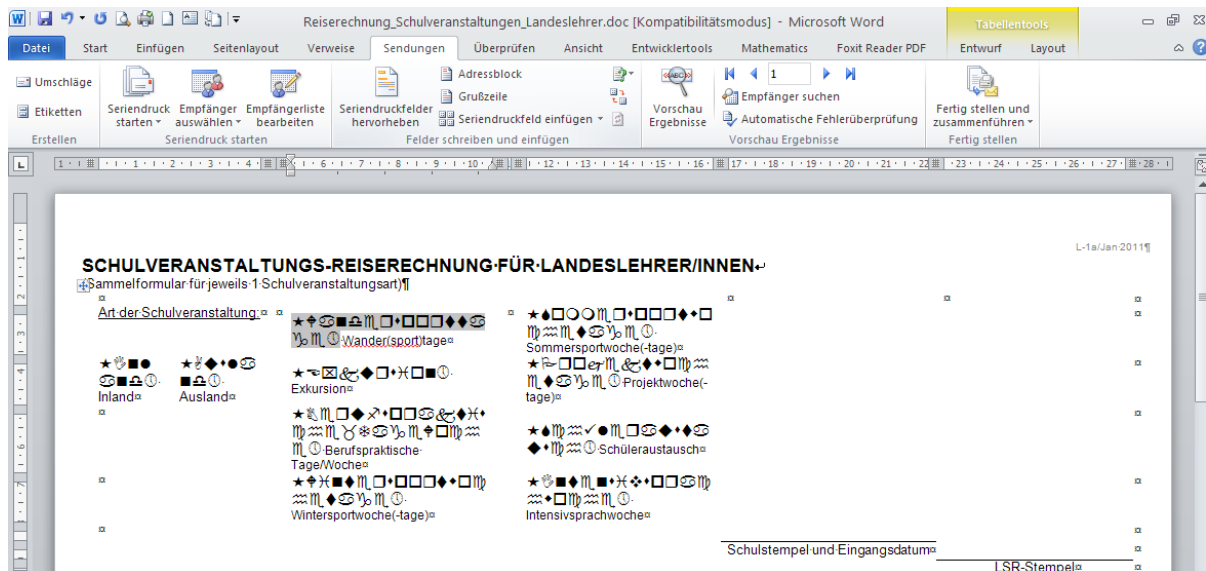 Reiserechnung_Schulveranstaltungen_Landeslehrer.doc [Kompatibilitätsmodus] - Microsoft Word
Tabellentools
Datei Start Einfügen Seitenlayout Verweise Sendungen Überprüfen Ansicht Entwicklertools Mathematics Foxit Reader PDF Entwurf Layout
Umschläge
Etiketten
Erstellen
Seriendruck starten
Empfänger auswählen
Empfängerliste bearbeiten
Seriendruck starten
Seriendruckfelder hervorheben
Adressblock
Grußzeile
Seriendruckfeld einfügen
Felder schreiben und einfügen
Vorschau Ergebnisse
1
Empfänger suchen
Automatische Fehlerüberprüfung
Vorschau Ergebnisse
Fertig stellen und zusammenführen
Fertig stellen
L-1a/Jan·2011¶
SCHULVERANSTALTUNGS-REISERECHNUNG·FÜR·LANDESLEHRER/INNEN
(Sammelformular·für·jeweils·1·Schulveranstaltungsart)¶
Art·der·Schulveranstaltung:
Inland
Ausland
Wander(sport)tage
Sommersportwoche(-tage)
Exkursion
Projektwoche(-
tage)
Berufspraktische·
Tage/Woche
Schüleraustausch
Wintersportwoche(-tage)
Intensivsprachwoche
Schulstempel·und·Eingangsdatum
LSR-Stempel